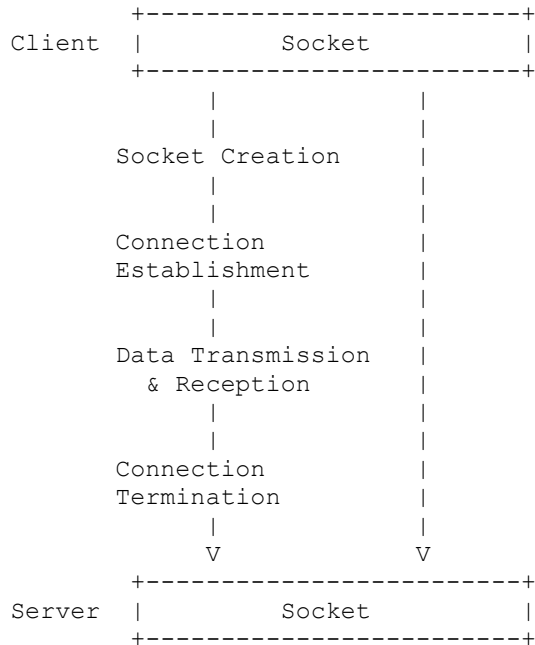 Client Socket
Socket Creation
Connection
Establishment
Data Transmission
& Reception
Connection
Termination
V V
Server Socket